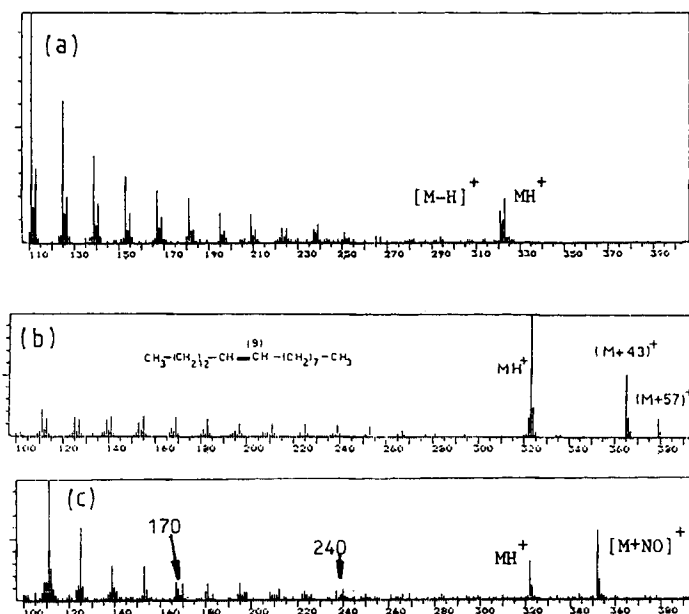 (a)
[M-H]+ MH+
110 130 150 170 190 210 230 250 270 290 310 330 350 370 390
(b)
(9)
CH3-(CH2)12-CH=CH-(CH2)7-CH3
MH+
(M+43)+
(M+57)+
100 120 140 160 180 200 220 240 260 280 300 320 340 360 380
(c)
170
240
MH+
[M+NO]+
100 120 140 160 180 200 220 240 260 280 300 320 340 360 380